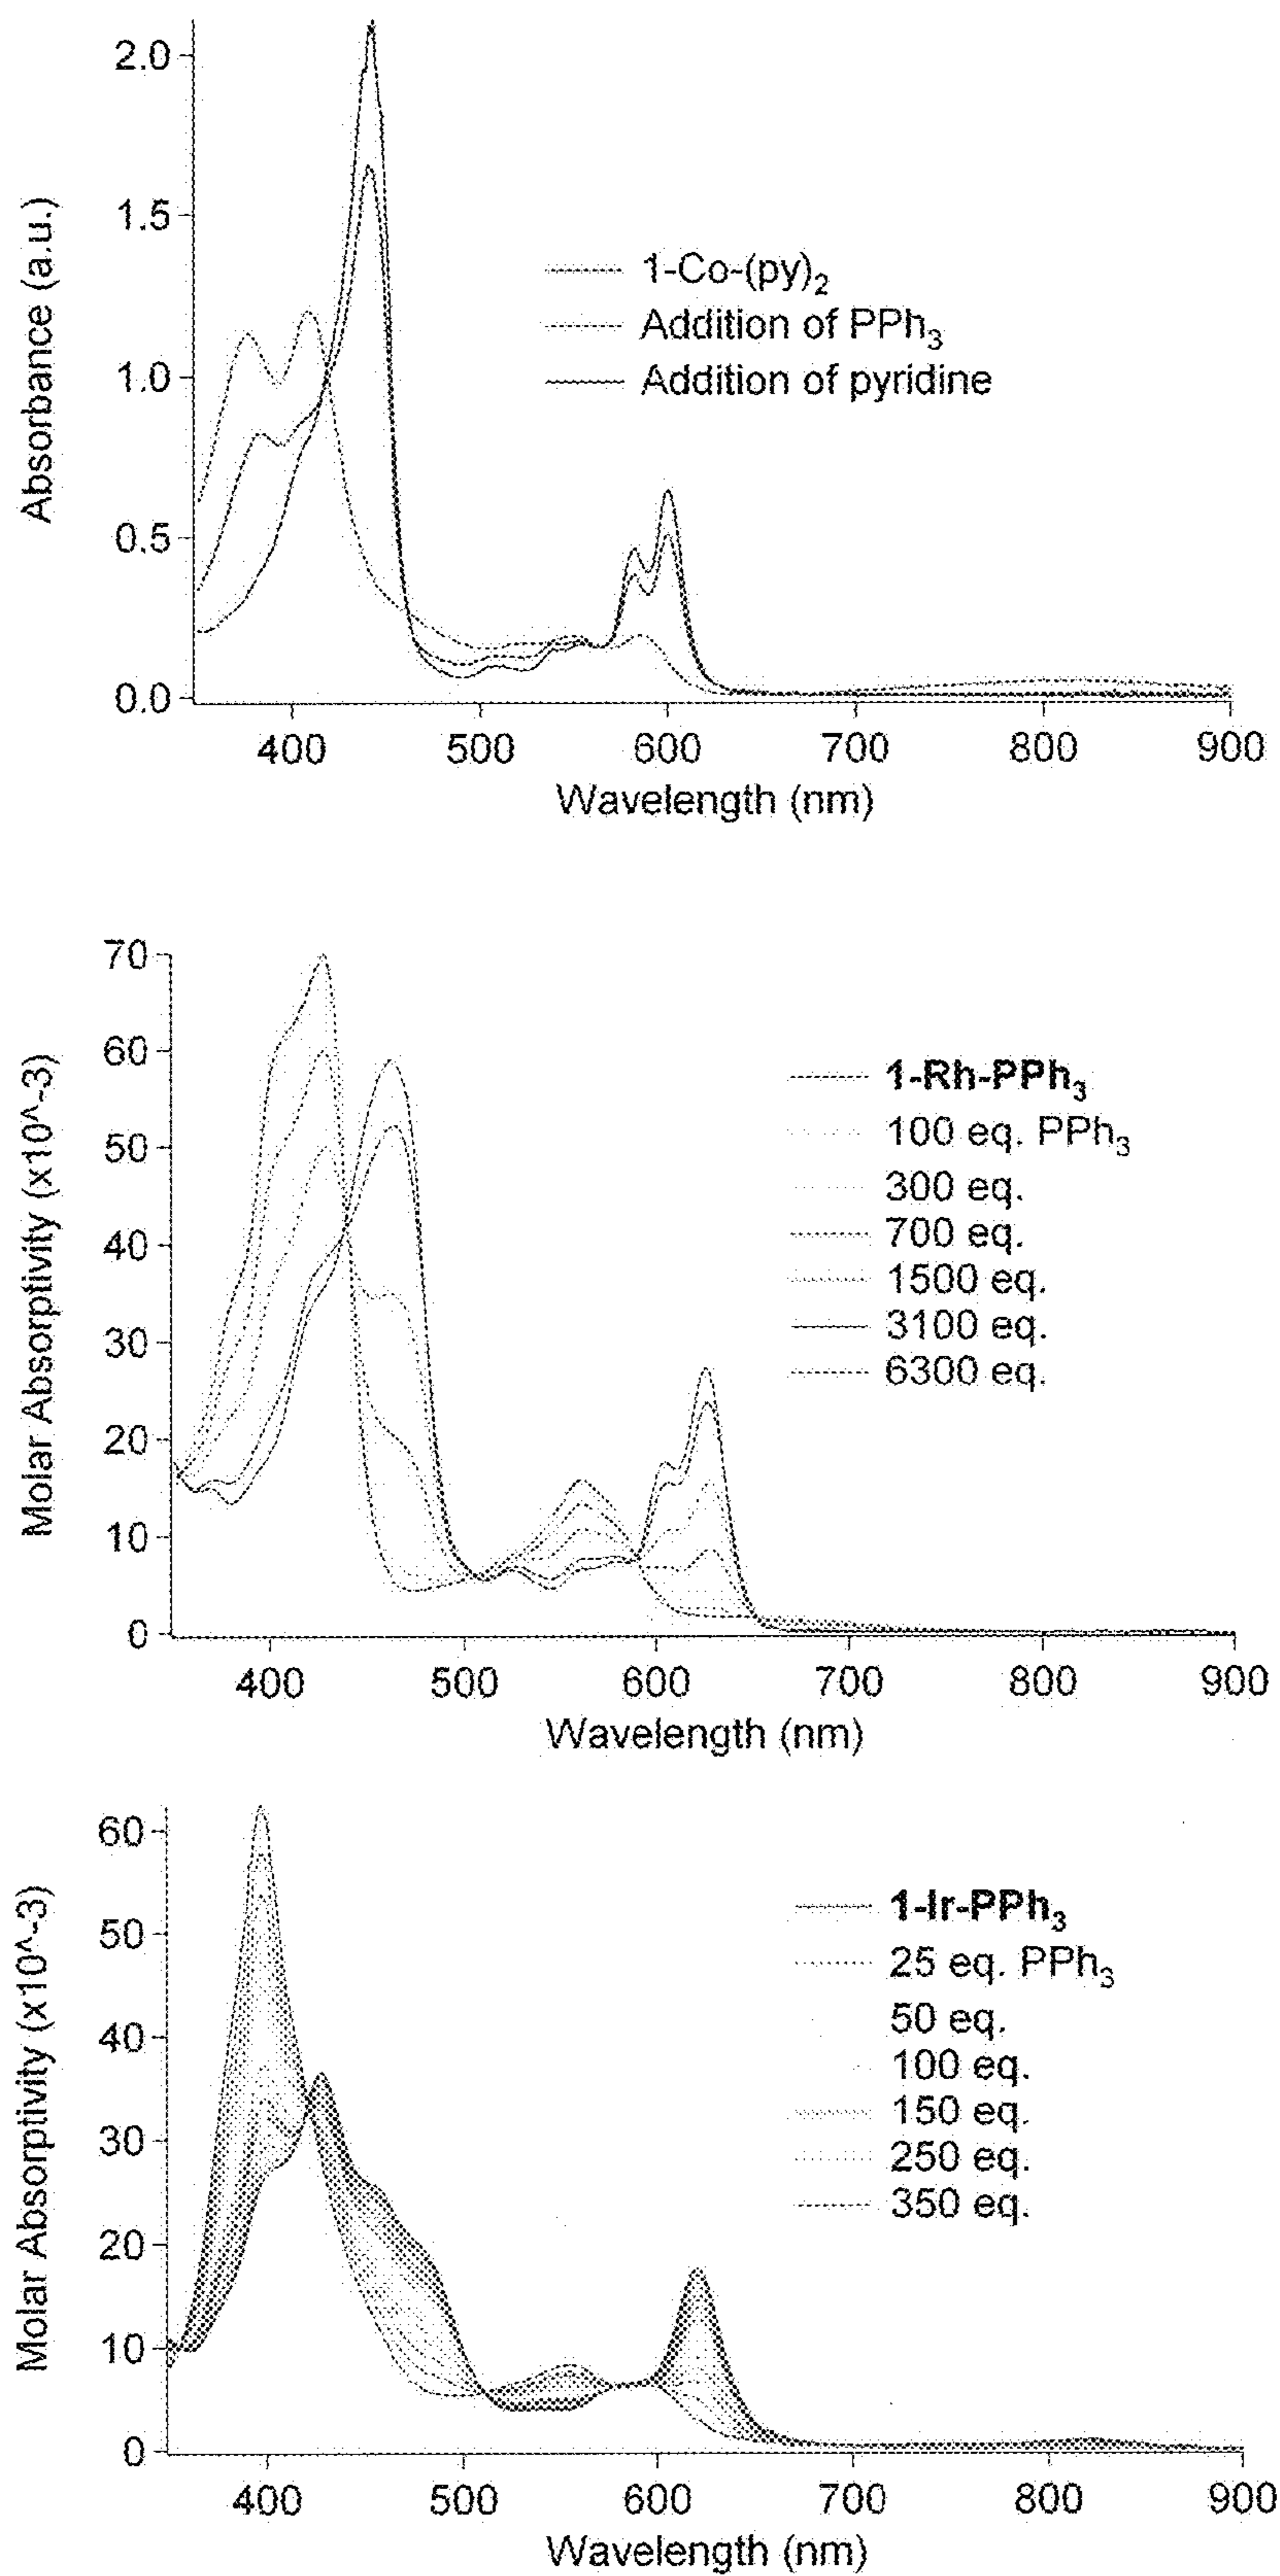 2.0
1.5
1.0
0.5
0.0
Absorbance (a.u.)
1-Co-(py)₂
Addition of PPh₃
Addition of pyridine
400 500 600 700 800 900
Wavelength (nm)
70
60
50
40
30
20
10
0
Molar Absorptivity (x10^-3)
1-Rh-PPh₃
100 eq. PPh₃
300 eq.
700 eq.
1500 eq.
3100 eq.
6300 eq.
400 500 600 700 800 900
Wavelength (nm)
60
50
40
30
20
10
0
Molar Absorptivity (x10^-3)
1-Ir-PPh₃
25 eq. PPh₃
50 eq.
100 eq.
150 eq.
250 eq.
350 eq.
400 500 600 700 800 900
Wavelength (nm)